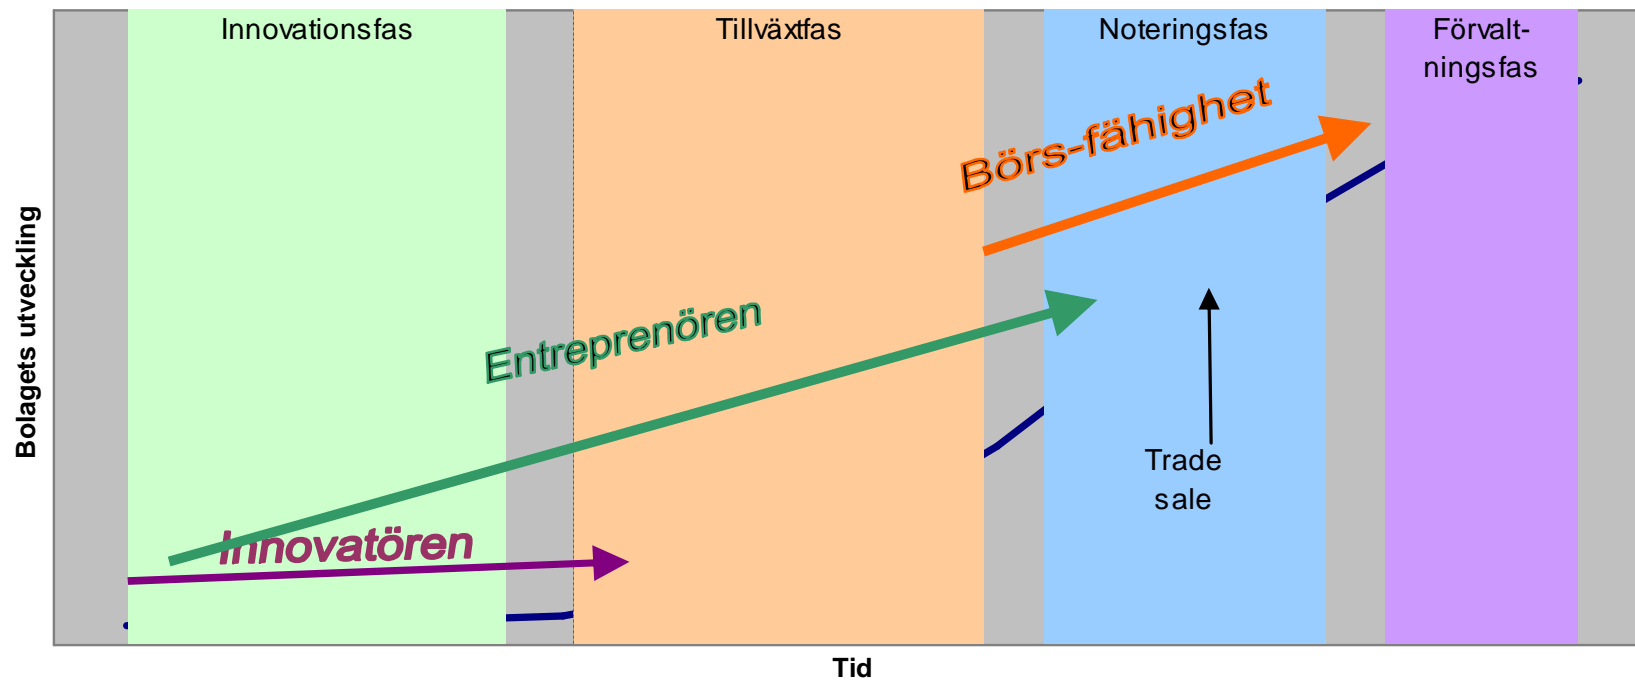 Innovationsfas
Tillväxtfas
Noteringsfas
Förvalt-
ningsfas
Börs-fähighet
Entreprenören
Innovatören
Trade
sale
Bolagets utveckling
Tid